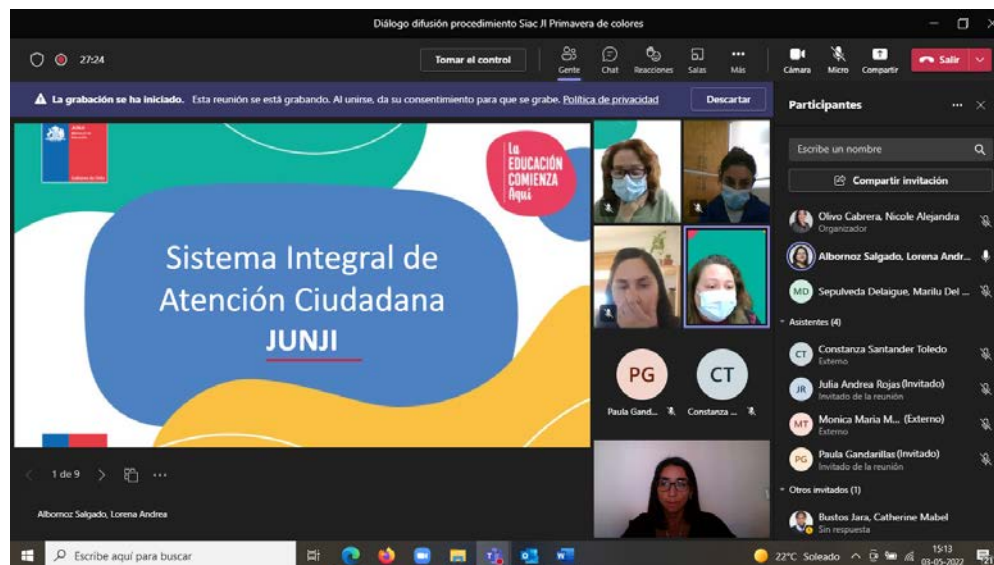 Diálogo difusión procedimiento Siac JI Primavera de colores
27:24
Tomar el control
Gente
Chat
Reacciones
Salas
Más
Cámara
Micro
Compartir
Salir
La grabación se ha iniciado. Esta reunión se está grabando. Al unirse, da su consentimiento para que se grabe. Política de privacidad
Descartar
Participantes
Escribe un nombre
Compartir invitación
Olivo Cabrera, Nicole Alejandra
Organizador
Albornoz Salgado, Lorena Andr...
MD
Sepulveda Delaigue, Marilu Del ...
Asistentes (4)
CT
Constanza Santander Toledo
Externo
JR
Julia Andrea Rojas (Invitado)
Invitado de la reunión
MT
Monica Maria M... (Externo)
Externo
PG
Paula Gandarillas (Invitado)
Invitado de la reunión
Otros invitados (1)
Bustos Jara, Catherine Mabel
Sin respuesta
La
EDUCACIÓN
COMIENZA
Aquí
Sistema Integral de
Atención Ciudadana
JUNJI
PG
CT
Paula Gand...
Constanza ...
1 de 9
Albornoz Salgado, Lorena Andrea
Escribe aquí para buscar
22°C Soleado
15:13
03-05-2022